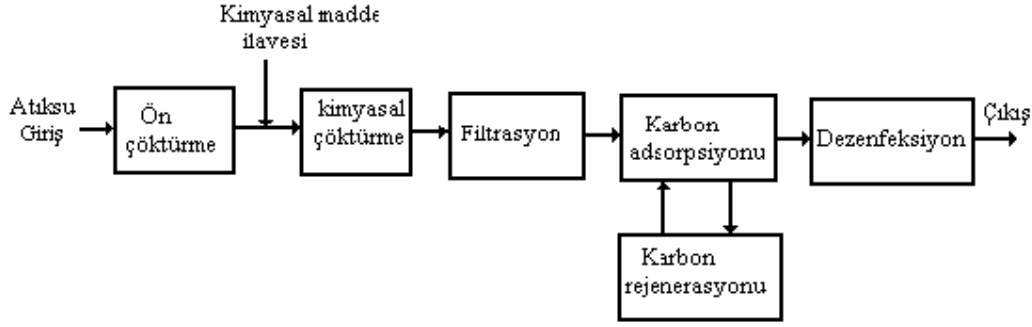 Kimyasal madde
ilavesi
Atıksu
Giriş
Ön
çöktürme
kimyasal
çöktürme
Filtrasyon
Karbon
adsorpsiyonu
Dezenfeksiyon
Çıkış
Karbon
rejenerasyonu